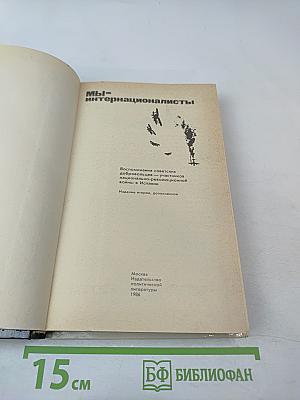 мы-
интернационалисты
Воспоминания советских
добровольцев — участников
национально-революционной
войны в Испании
Издание второе, дополненное
Москва
Издательство
политической
литературы
1986
15 см
БФ БИБЛИОФАН